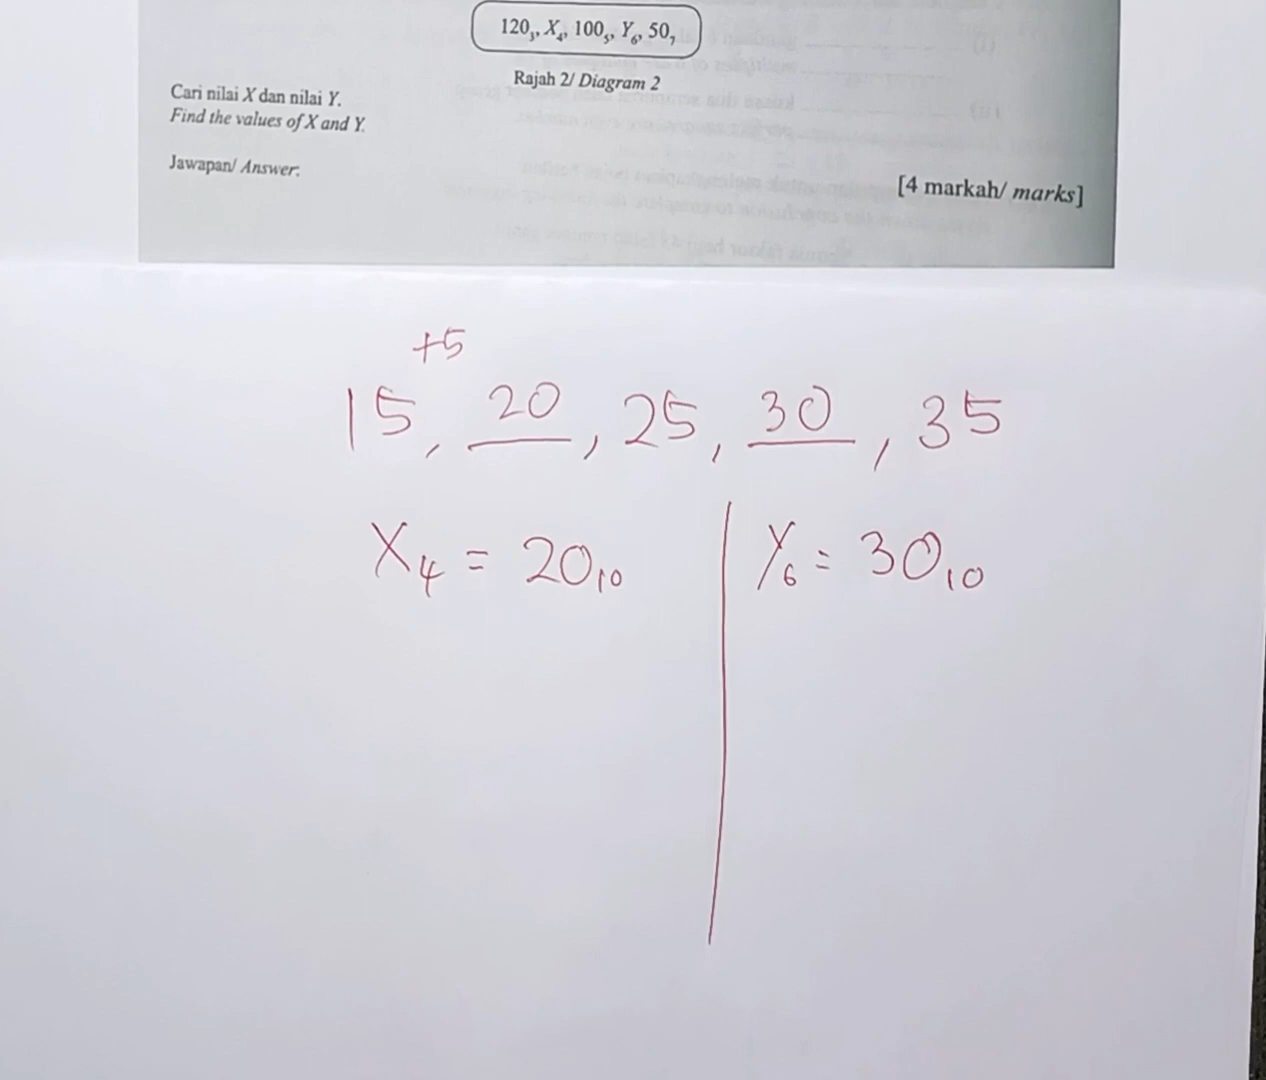 120₃, X₄, 100₅, Y₆, 50₇
Rajah 2/ Diagram 2
Cari nilai X dan nilai Y.
Find the values of X and Y.
Jawapan/ Answer:
[4 markah/ marks]
+5
15, 20, 25, 30, 35
X₄ = 20₁₀
Y₆ = 30₁₀